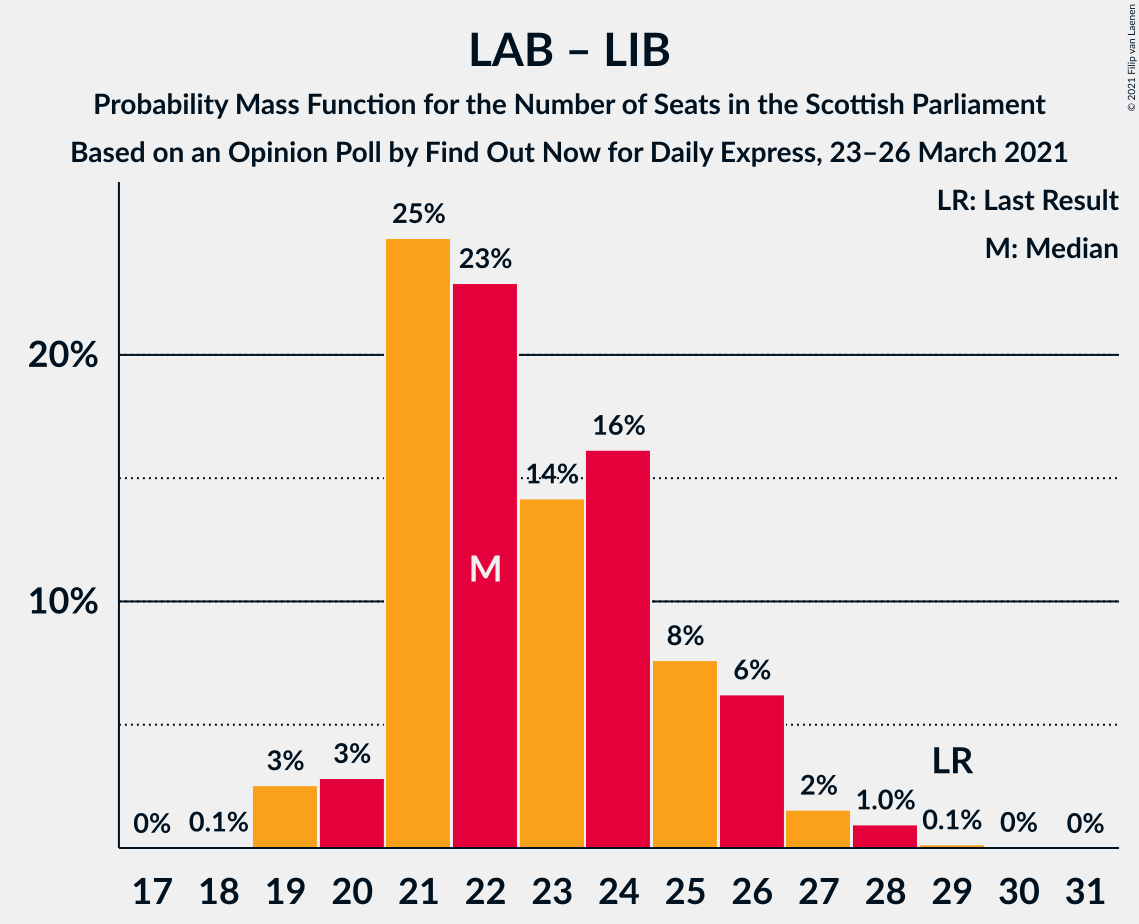 LAB – LIB
Probability Mass Function for the Number of Seats in the Scottish Parliament
Based on an Opinion Poll by Find Out Now for Daily Express, 23–26 March 2021
© 2021 Filip van Laenen
LR: Last Result
M: Median
25%
23%
20%
16%
14%
M
10%
8%
6%
LR
3%
3%
2%
1.0%
0%
0.1%
0.1%
0%
0%
17 18 19 20 21 22 23 24 25 26 27 28 29 30 31